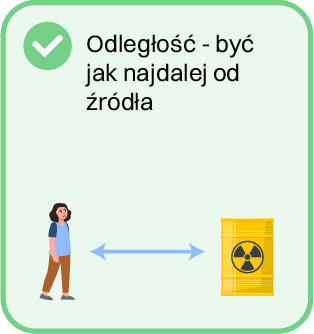 Odległość - być
jak najdalej od
źródła